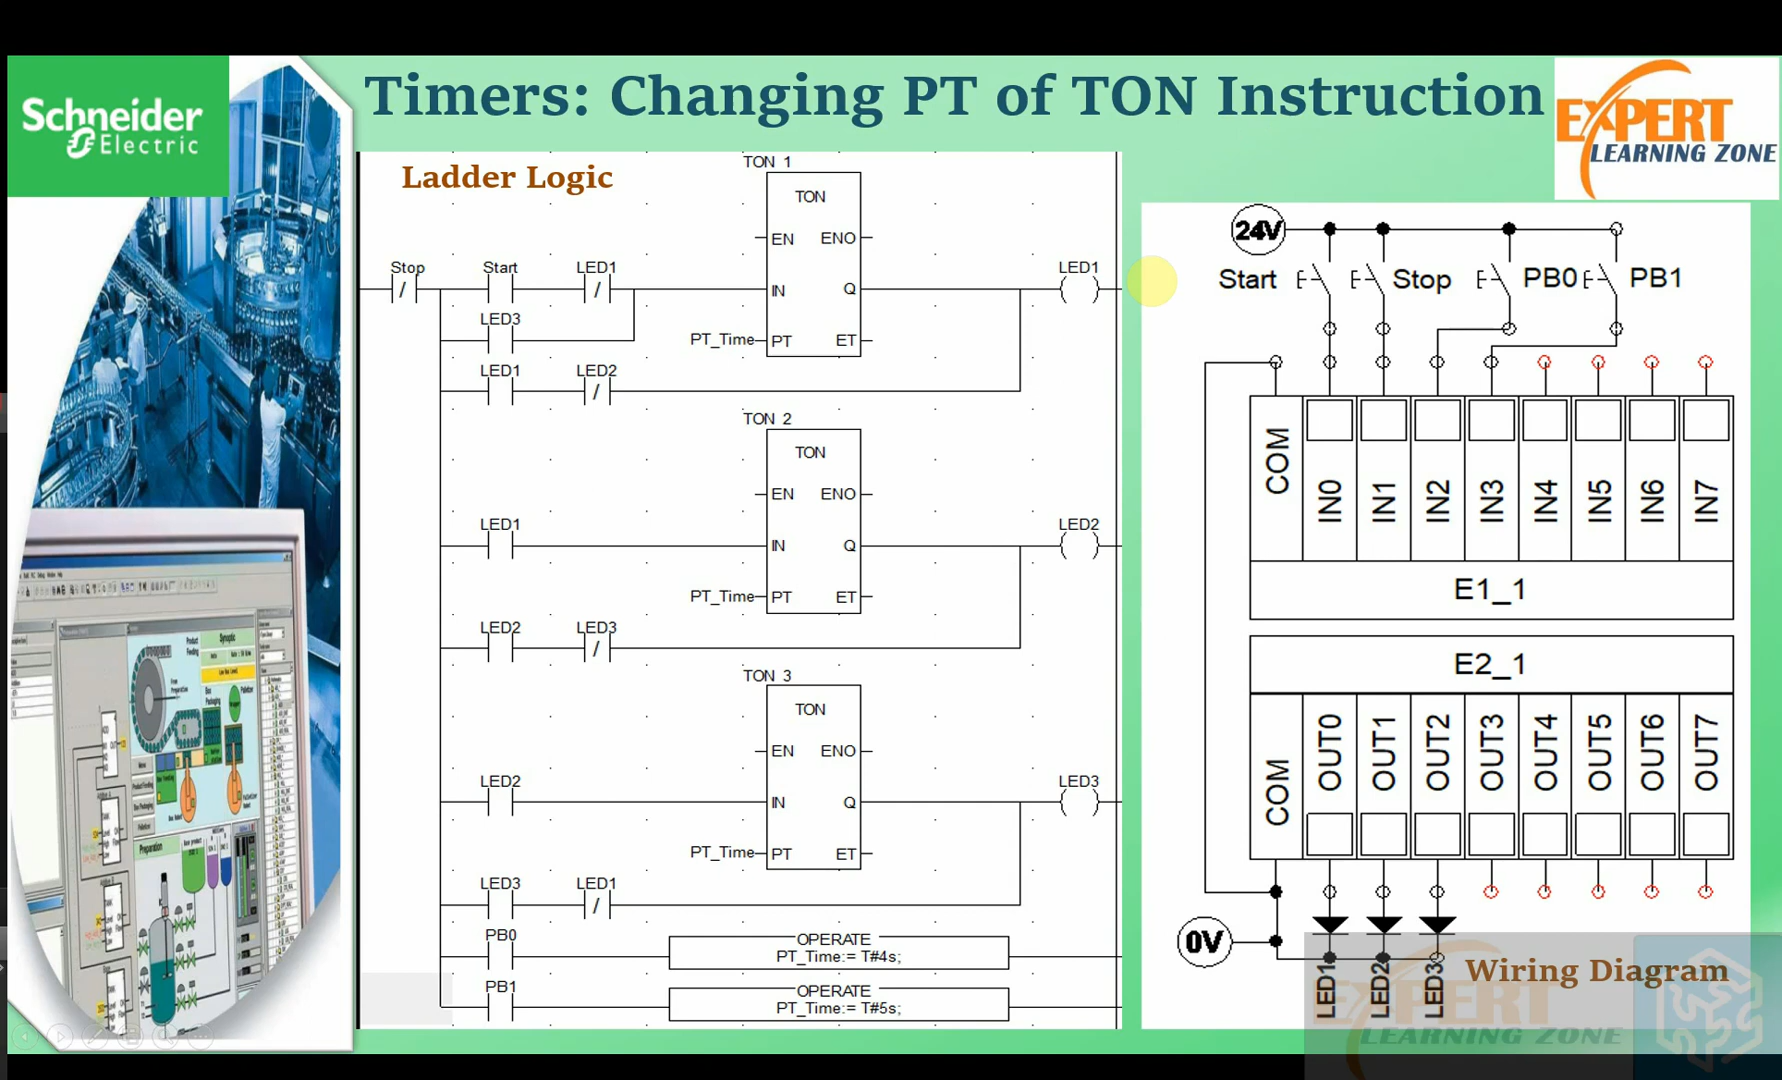 Schneider
Electric
Timers: Changing PT of TON Instruction
EXPERT
LEARNING ZONE
Ladder Logic
TON 1
TON
EN ENO
Stop Start LED1 LED1
IN Q
LED3
PT_Time PT ET
LED1 LED2
TON 2
TON
EN ENO
LED1 LED2
IN Q
PT_Time PT ET
LED2 LED3
TON 3
TON
EN ENO
LED2 LED3
IN Q
PT_Time PT ET
LED3 LED1
PB0 OPERATE
PT_Time:= T#4s;
PB1 OPERATE
PT_Time:= T#5s;
24V
Start Stop PB0 PB1
COM IN0 IN1 IN2 IN3 IN4 IN5 IN6 IN7
E1_1
E2_1
COM OUT0 OUT1 OUT2 OUT3 OUT4 OUT5 OUT6 OUT7
0V
LED1 LED2 LED3
Wiring Diagram
EXPERT
LEARNING ZONE